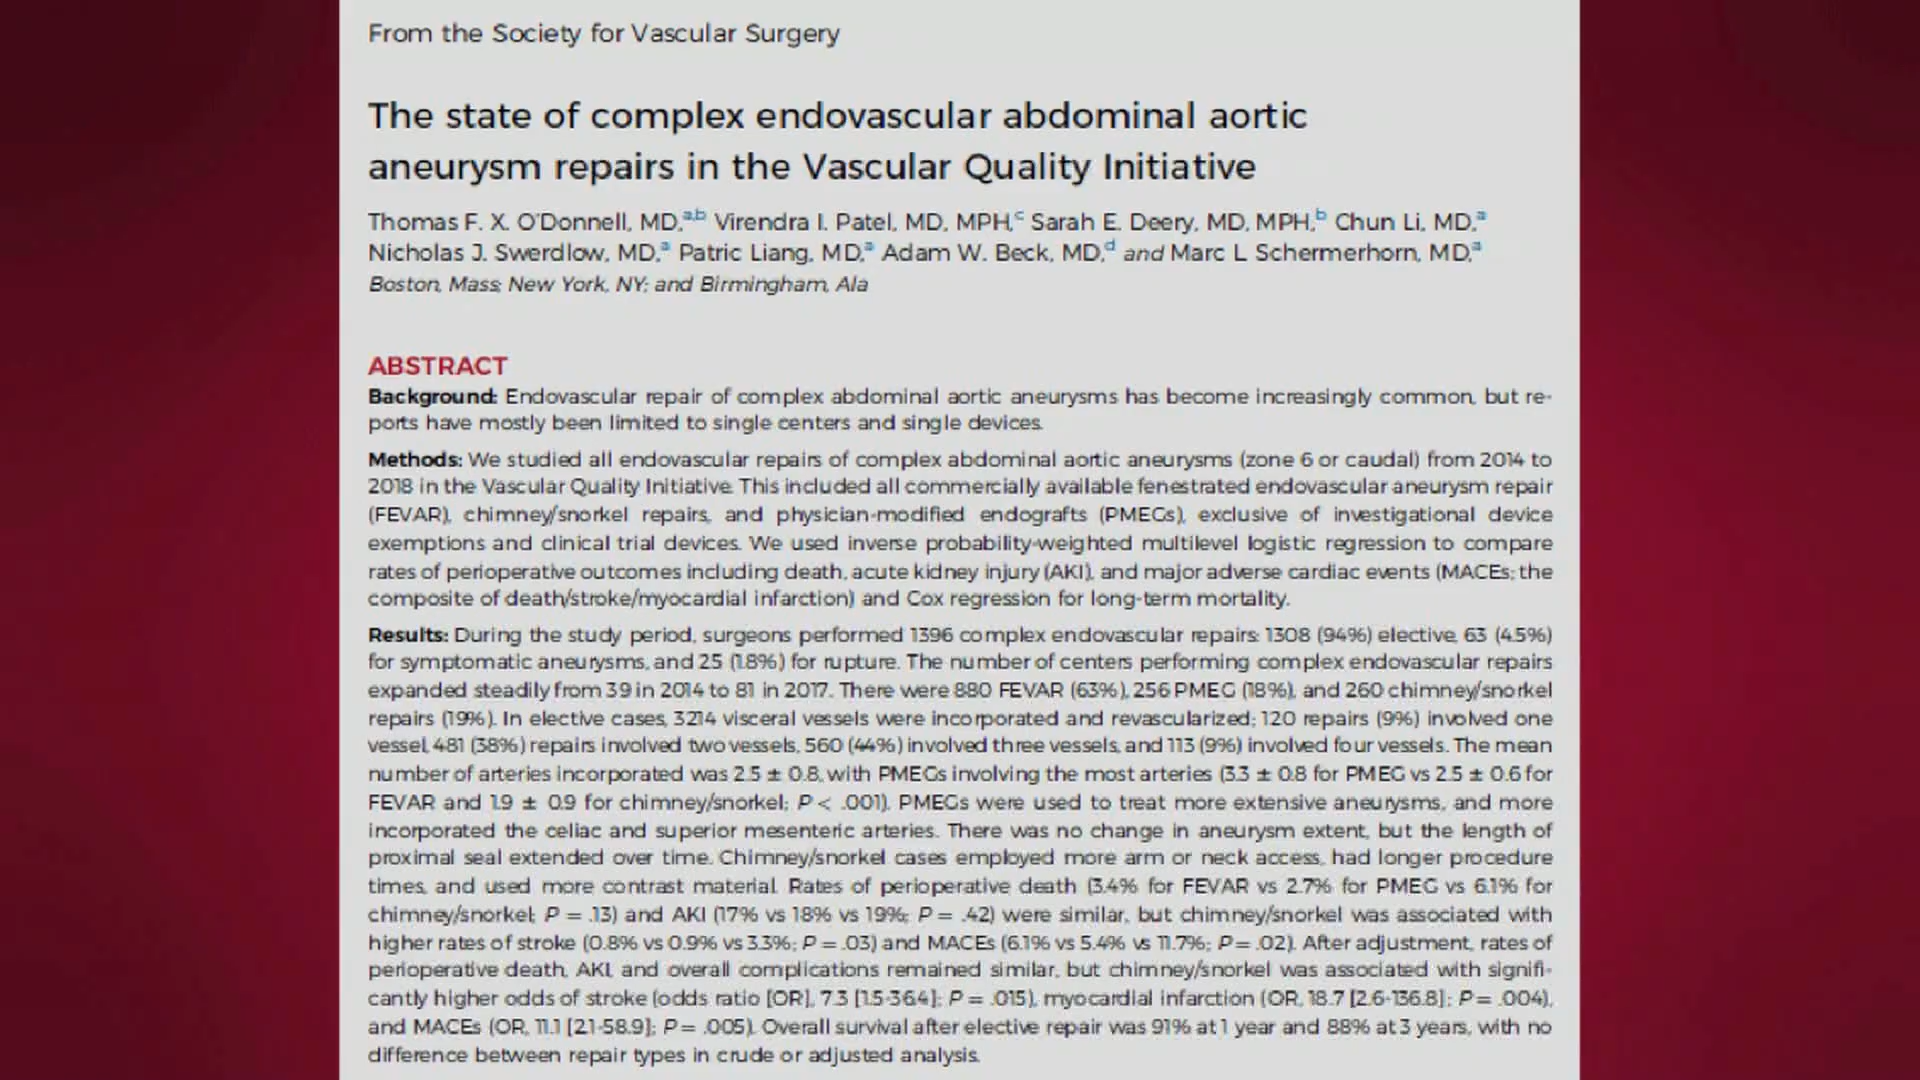 From the Society for Vascular Surgery
The state of complex endovascular abdominal aortic
aneurysm repairs in the Vascular Quality Initiative
Thomas F. X. O'Donnell, MD,a,b Virendra I. Patel, MD, MPH,c Sarah E. Deery, MD, MPH,b Chun Li, MD,a
Nicholas J. Swerdlow, MD,a Patric Liang, MD,a Adam W. Beck, MD,d and Marc L Schermerhorn, MD,a
Boston, Mass; New York, NY; and Birmingham, Ala
ABSTRACT
Background: Endovascular repair of complex abdominal aortic aneurysms has become increasingly common, but re-
ports have mostly been limited to single centers and single devices.
Methods: We studied all endovascular repairs of complex abdominal aortic aneurysms (zone 6 or caudal) from 2014 to
2018 in the Vascular Quality Initiative. This included all commercially available fenestrated endovascular aneurysm repair
(FEVAR), chimney/snorkel repairs, and physician-modified endografts (PMEGs), exclusive of investigational device
exemptions and clinical trial devices. We used inverse probability-weighted multilevel logistic regression to compare
rates of perioperative outcomes including death, acute kidney injury (AKI), and major adverse cardiac events (MACEs; the
composite of death/stroke/myocardial infarction) and Cox regression for long-term mortality.
Results: During the study period, surgeons performed 1396 complex endovascular repairs: 1308 (94%) elective, 63 (4.5%)
for symptomatic aneurysms, and 25 (1.8%) for rupture. The number of centers performing complex endovascular repairs
expanded steadily from 39 in 2014 to 81 in 2017. There were 880 FEVAR (63%), 256 PMEG (18%), and 260 chimney/snorkel
repairs (19%). In elective cases, 3214 visceral vessels were incorporated and revascularized; 120 repairs (9%) involved one
vessel, 481 (38%) repairs involved two vessels, 560 (44%) involved three vessels, and 113 (9%) involved four vessels. The mean
number of arteries incorporated was 2.5 ± 0.8, with PMEGs involving the most arteries (3.3 ± 0.8 for PMEG vs 2.5 ± 0.6 for
FEVAR and 1.9 ± 0.9 for chimney/snorkel; P < .001). PMEGs were used to treat more extensive aneurysms, and more
incorporated the celiac and superior mesenteric arteries. There was no change in aneurysm extent, but the length of
proximal seal extended over time. Chimney/snorkel cases employed more arm or neck access, had longer procedure
times, and used more contrast material. Rates of perioperative death (3.4% for FEVAR vs 2.7% for PMEG vs 6.1% for
chimney/snorkel; P = .13) and AKI (17% vs 18% vs 19%; P = .42) were similar, but chimney/snorkel was associated with
higher rates of stroke (0.8% vs 0.9% vs 3.3%; P = .03) and MACEs (6.1% vs 5.4% vs 11.7%; P = .02). After adjustment, rates of
perioperative death, AKI, and overall complications remained similar, but chimney/snorkel was associated with signifi-
cantly higher odds of stroke (odds ratio [OR], 7.3 [1.5-36.4]; P = .015), myocardial infarction (OR, 18.7 [2.6-136.8]; P = .004),
and MACEs (OR, 11.1 [2.1-58.9]; P = .005). Overall survival after elective repair was 91% at 1 year and 88% at 3 years, with no
difference between repair types in crude or adjusted analysis.